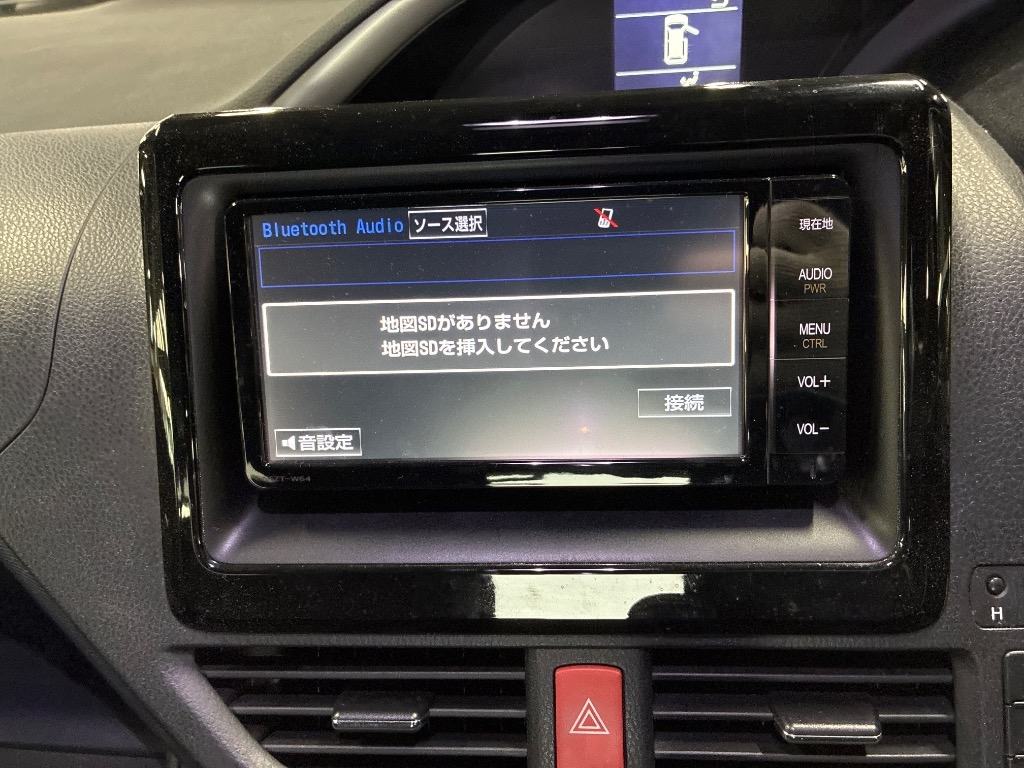 Bluetooth Audio ソース選択
現在地
AUDIO
PWR
地図SDがありません
地図SDを挿入してください
MENU
CTRL
VOL+
接続
VOL-
音設定
H